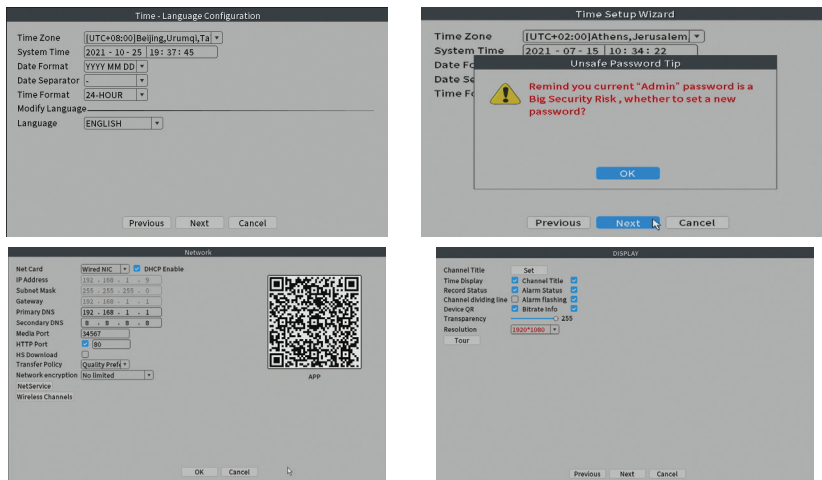 Time - Language Configuration
Time Zone [UTC+08:00]Beijing,Urumqi,Ta
System Time 2021 - 10 - 25 19 : 37 : 45
Date Format YYYY MM DD
Date Separator -
Time Format 24-HOUR
Modify Language
Language ENGLISH
Previous Next Cancel
Time Setup Wizard
Time Zone [UTC+02:00]Athens,Jerusalem
System Time 2021 - 07 - 15 10 : 34 : 22
Date Fo
Date Se
Time Fo
Unsafe Password Tip
Remind you current "Admin" password is a
Big Security Risk , whether to set a new
password?
OK
Previous Next Cancel
Network
Net Card Wired NIC DHCP Enable
IP Address 192 . 168 . 1 . 9
Subnet Mask 255 . 255 . 255 . 0
Gateway 192 . 168 . 1 . 1
Primary DNS 192 . 168 . 1 . 1
Secondary DNS 8 . 8 . 8 . 8
Media Port 34567
HTTP Port 80
HS Download
Transfer Policy Quality Prefe
Network encryption No limited
NetService
Wireless Channels
APP
OK Cancel
DISPLAY
Channel Title Set
Time Display Channel Title
Record Status Alarm Status
Channel dividing line Alarm flashing
Device QR Bitrate Info
Transparency 255
Resolution 1920*1080
Tour
Previous Next Cancel